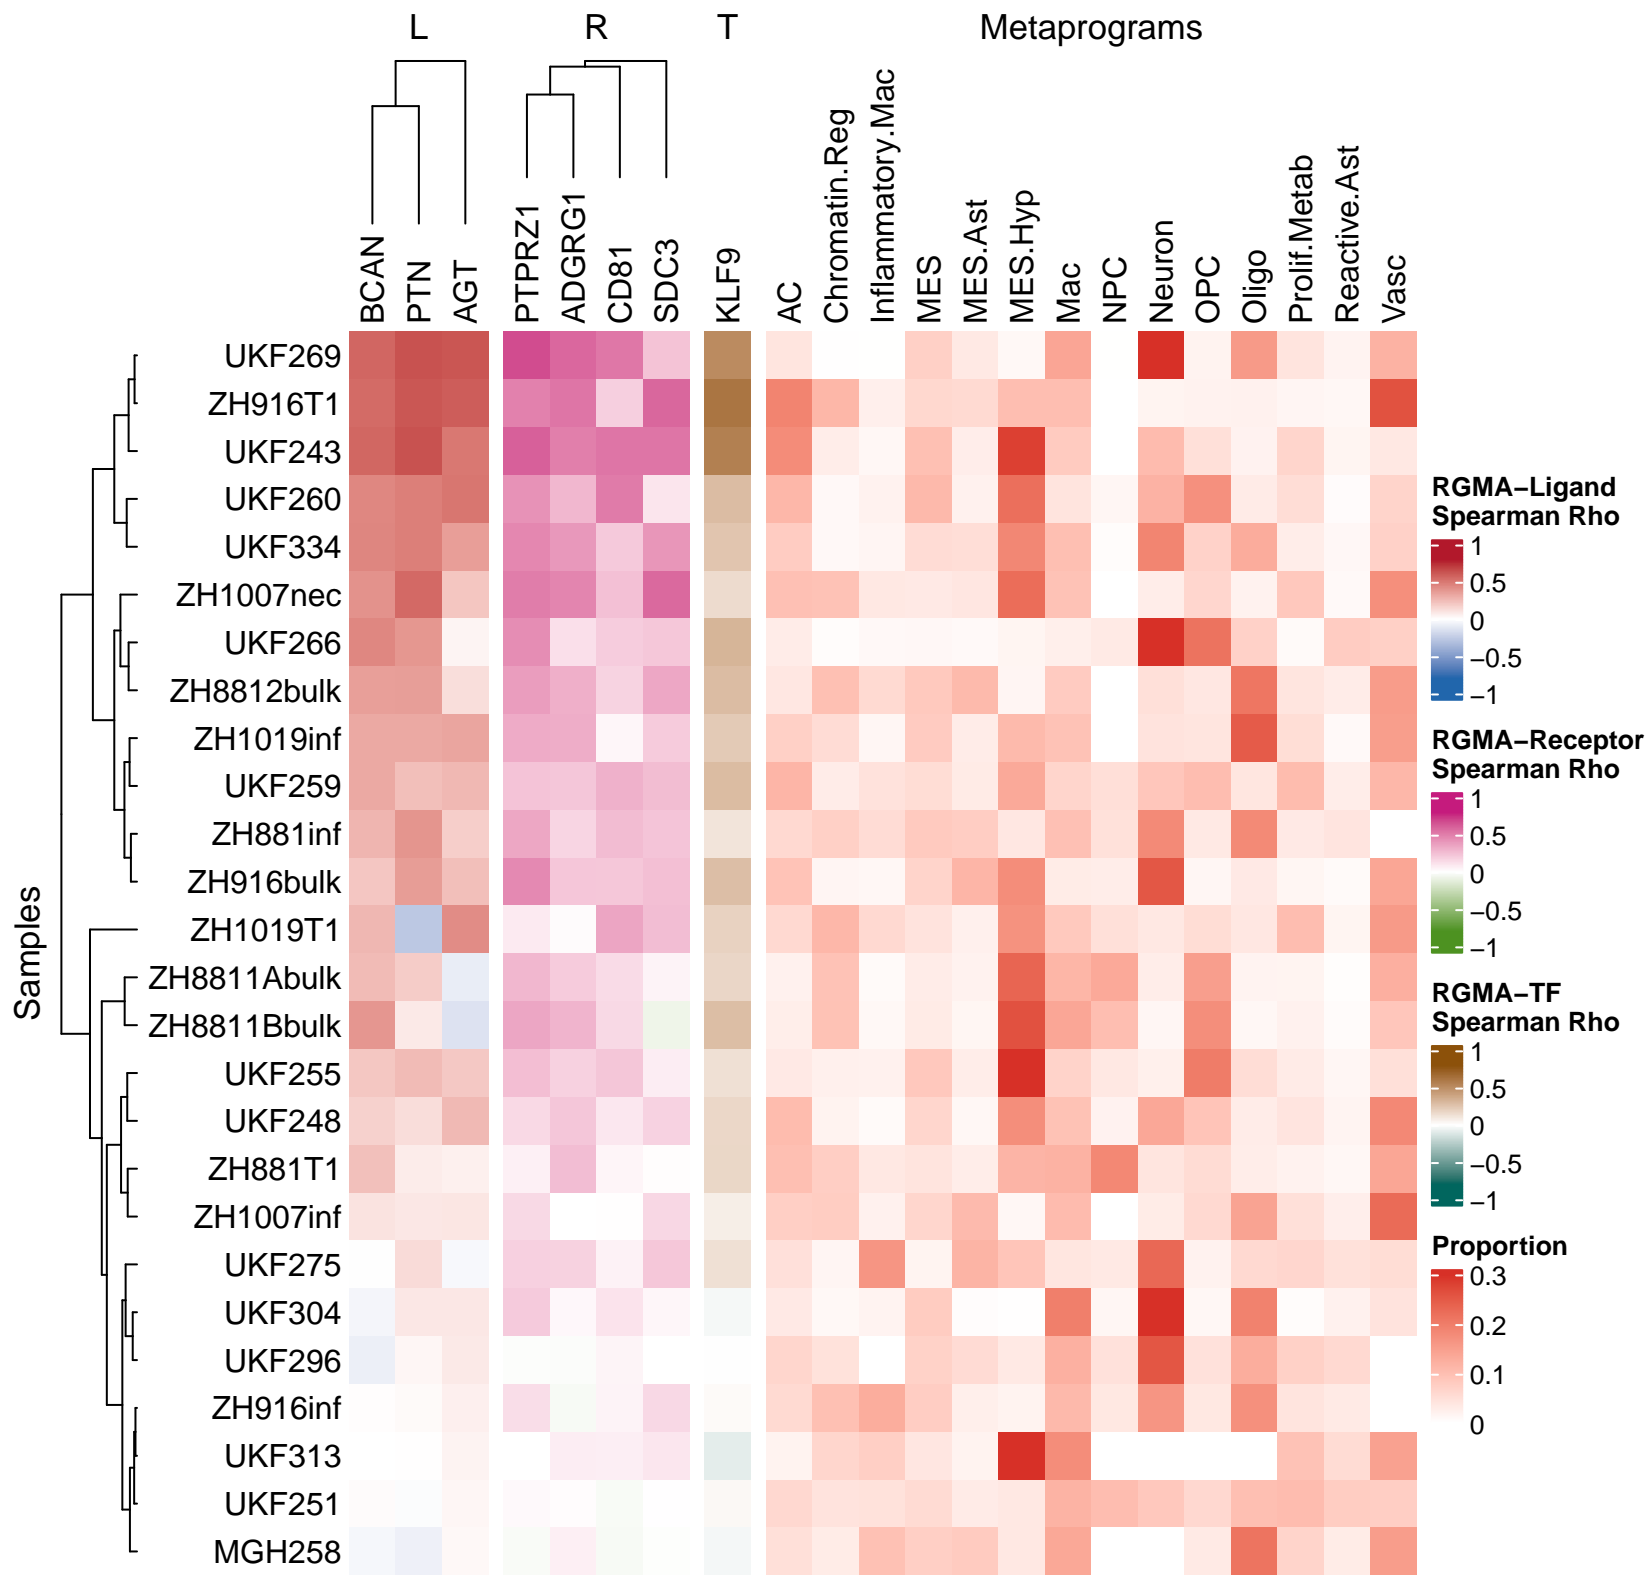 L R T Metaprograms
BCAN PTN AGT PTPRZ1 ADGRG1 CD81 SDC3 KLF9 AC Chromatin.Reg Inflammatory.Mac MES MES.Ast MES.Hyp Mac NPC Neuron OPC Oligo Prolif.Metab Reactive.Ast Vasc
Samples
UKF269
ZH916T1
UKF243
UKF260
UKF334
ZH1007nec
UKF266
ZH8812bulk
ZH1019inf
UKF259
ZH881inf
ZH916bulk
ZH1019T1
ZH8811Abulk
ZH8811Bbulk
UKF255
UKF248
ZH881T1
ZH1007inf
UKF275
UKF304
UKF296
ZH916inf
UKF313
UKF251
MGH258
RGMA−Ligand
Spearman Rho
1
0.5
0
−0.5
−1
RGMA−Receptor
Spearman Rho
1
0.5
0
−0.5
−1
RGMA−TF
Spearman Rho
1
0.5
0
−0.5
−1
Proportion
0.3
0.2
0.1
0